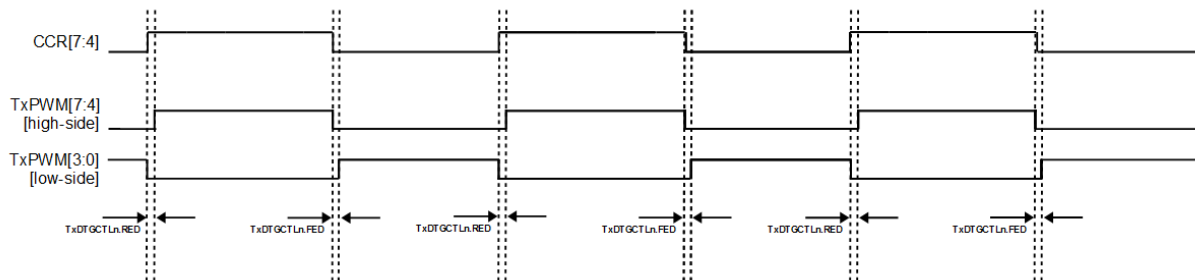 CCR[7:4]
TxPWM[7:4]
[high-side]
TxPWM[3:0]
[low-side]
TxDTGCTLn.RED
TxDTGCTLn.FED
TxDTGCTLn.RED
TxDTGCTLn.FED
TxDTGCTLn.RED
TxDTGCTLn.FED